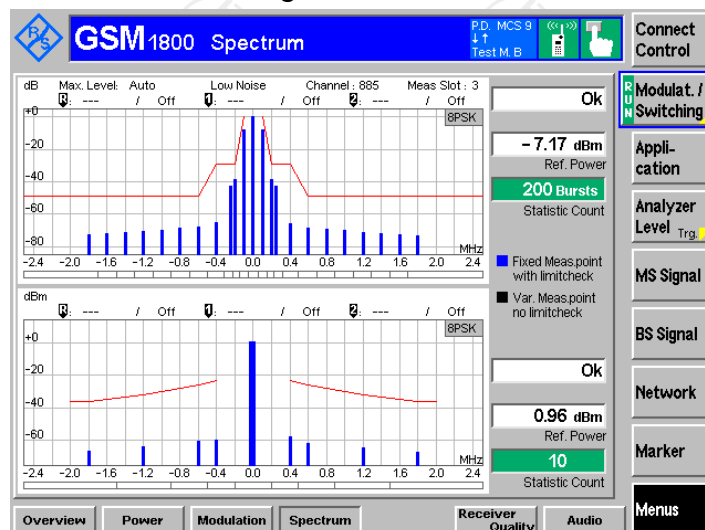 GSM 1800 Spectrum
P.D. MCS 9
Test M. B
Connect Control
dB Max. Level: Auto Low Noise Channel : 885 Meas Slot : 3
R: --- / Off 1: --- / Off 2: --- / Off
8PSK
+0
-20
-40
-60
-80
MHz
-2.4 -2.0 -1.6 -1.2 -0.8 -0.4 0.0 0.4 0.8 1.2 1.6 2.0 2.4
Ok
-7.17 dBm
Ref. Power
200 Bursts
Statistic Count
Fixed Meas.point
with limitcheck
Var. Meas.point
no limitcheck
dBm
R: --- / Off 1: --- / Off 2: --- / Off
8PSK
+0
-20
-40
-60
MHz
-2.4 -2.0 -1.6 -1.2 -0.8 -0.4 0.0 0.4 0.8 1.2 1.6 2.0 2.4
Ok
0.96 dBm
Ref. Power
10
Statistic Count
RUN
Modulat. /
Switching
Appli-
cation
Analyzer
Level Trg.
MS Signal
BS Signal
Network
Marker
Menus
Overview Power Modulation Spectrum Receiver Quality Audio